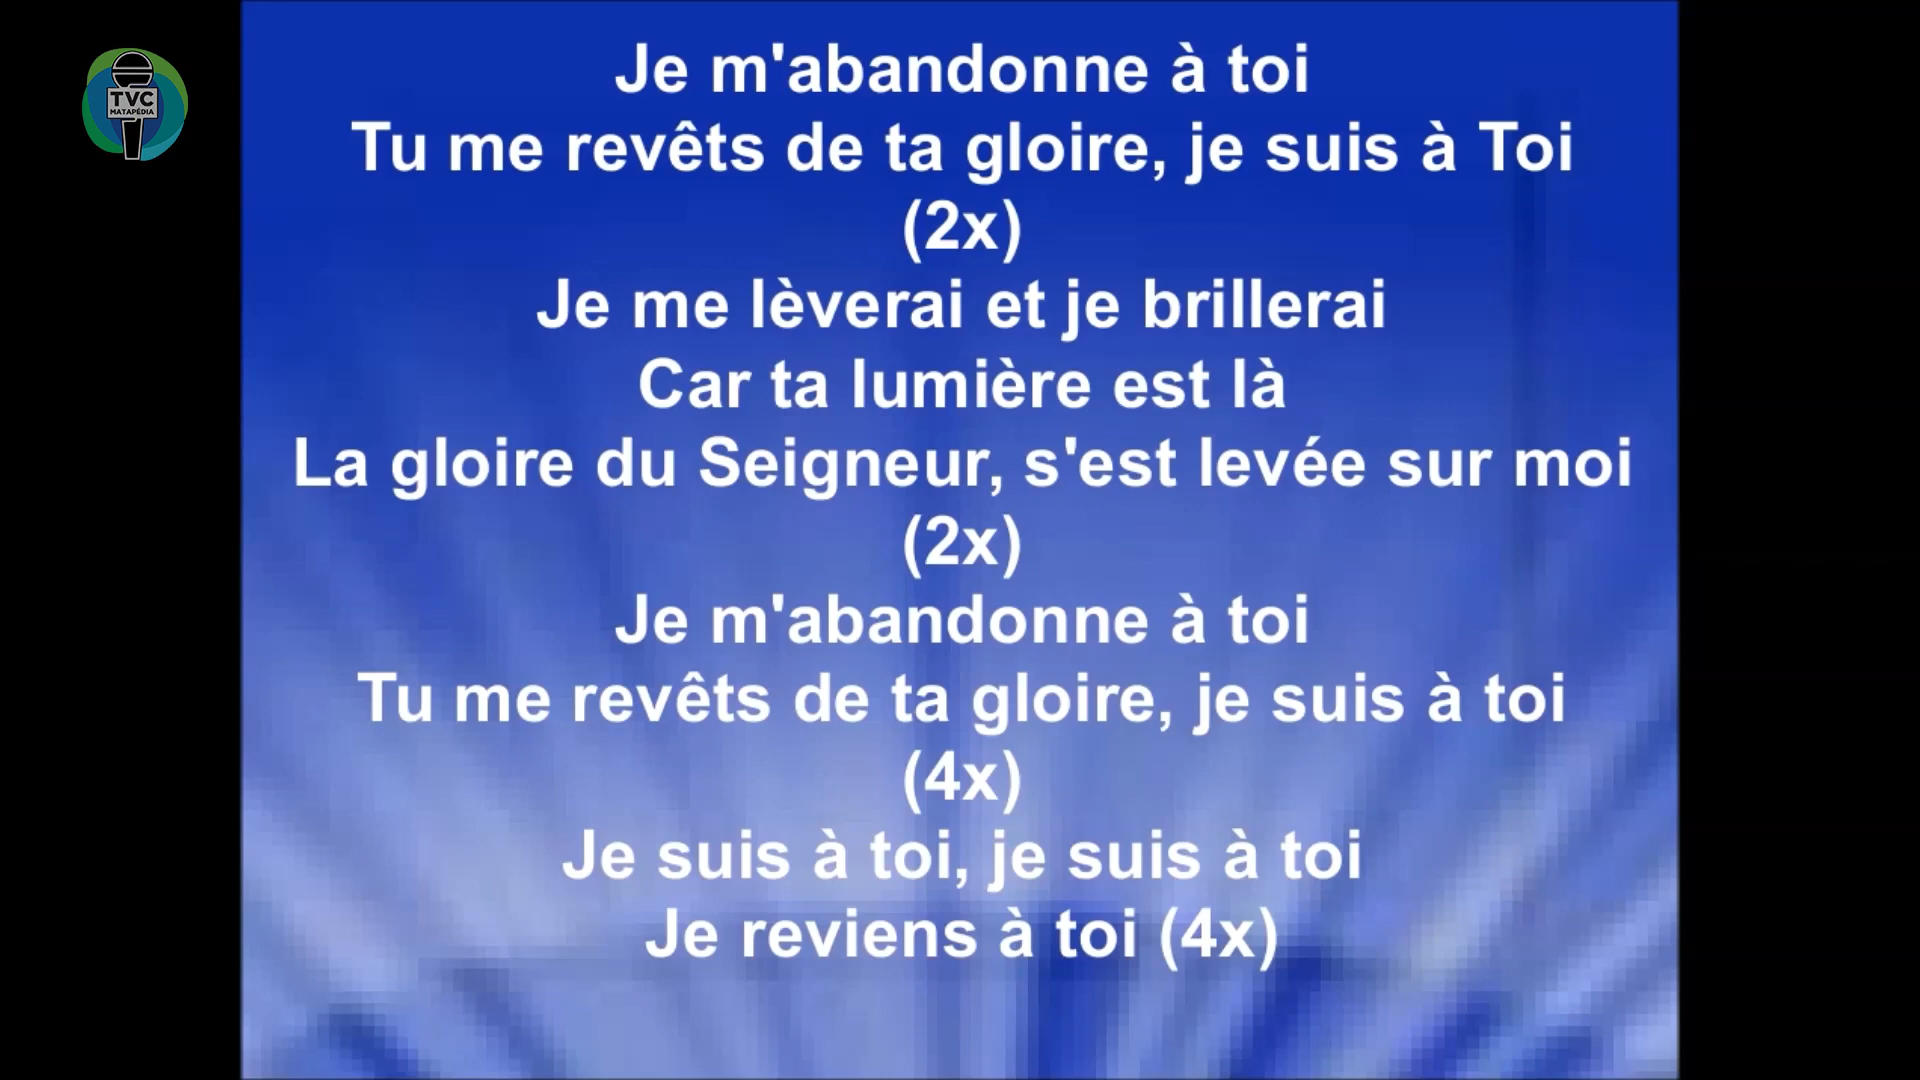 TVC
MATAPÉDIA
Je m'abandonne à toi
Tu me revêts de ta gloire, je suis à Toi
(2x)
Je me lèverai et je brillerai
Car ta lumière est là
La gloire du Seigneur, s'est levée sur moi
(2x)
Je m'abandonne à toi
Tu me revêts de ta gloire, je suis à toi
(4x)
Je suis à toi, je suis à toi
Je reviens à toi (4x)